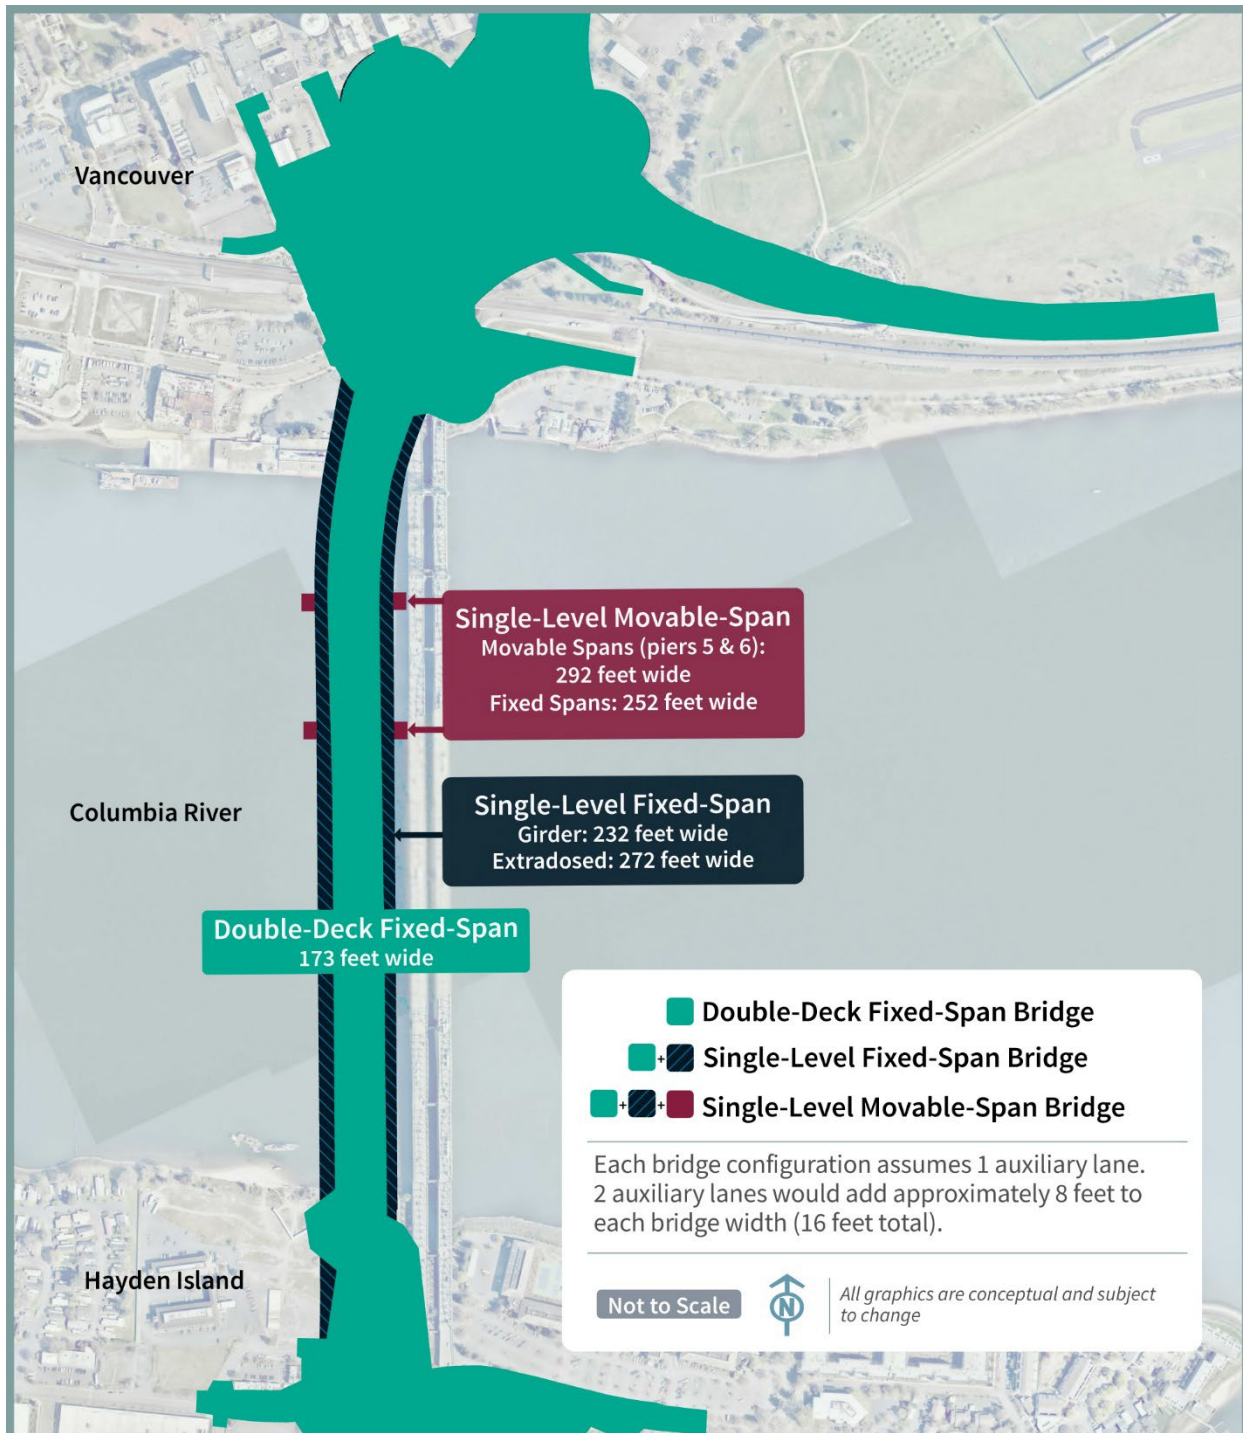 Vancouver
Single-Level Movable-Span
Movable Spans (piers 5 & 6):
292 feet wide
Fixed Spans: 252 feet wide
Columbia River
Single-Level Fixed-Span
Girder: 232 feet wide
Extradosed: 272 feet wide
Double-Deck Fixed-Span
173 feet wide
Double-Deck Fixed-Span Bridge
+ Single-Level Fixed-Span Bridge
+ + Single-Level Movable-Span Bridge
Each bridge configuration assumes 1 auxiliary lane.
2 auxiliary lanes would add approximately 8 feet to
each bridge width (16 feet total).
Hayden Island
Not to Scale
N
All graphics are conceptual and subject
to change